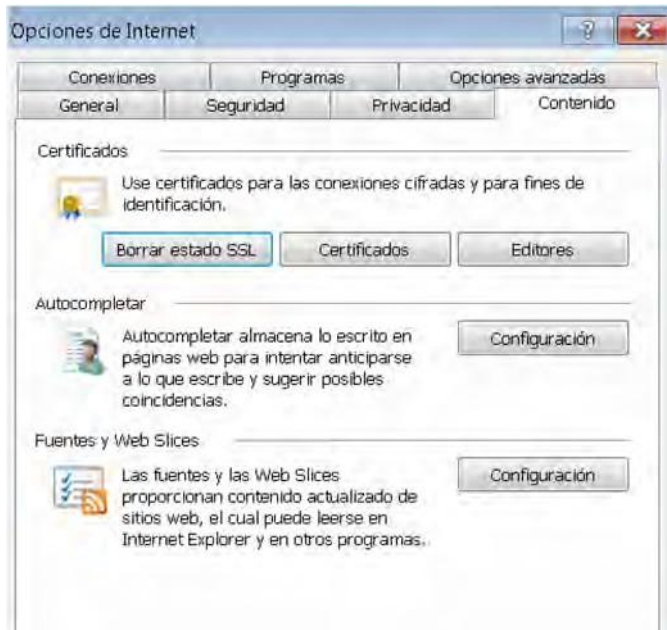 Opciones de Internet
Conexiones Programas Opciones avanzadas
General Seguridad Privacidad Contenido
Certificados
Use certificados para las conexiones cifradas y para fines de
identificación.
Borrar estado SSL Certificados Editores
Autocompletar
Autocompletar almacena lo escrito en
páginas web para intentar anticiparse
a lo que escribe y sugerir posibles
coincidencias.
Configuración
Fuentes y Web Slices
Las fuentes y las Web Slices
proporcionan contenido actualizado de
sitios web, el cual puede leerse en
Internet Explorer y en otros programas.
Configuración